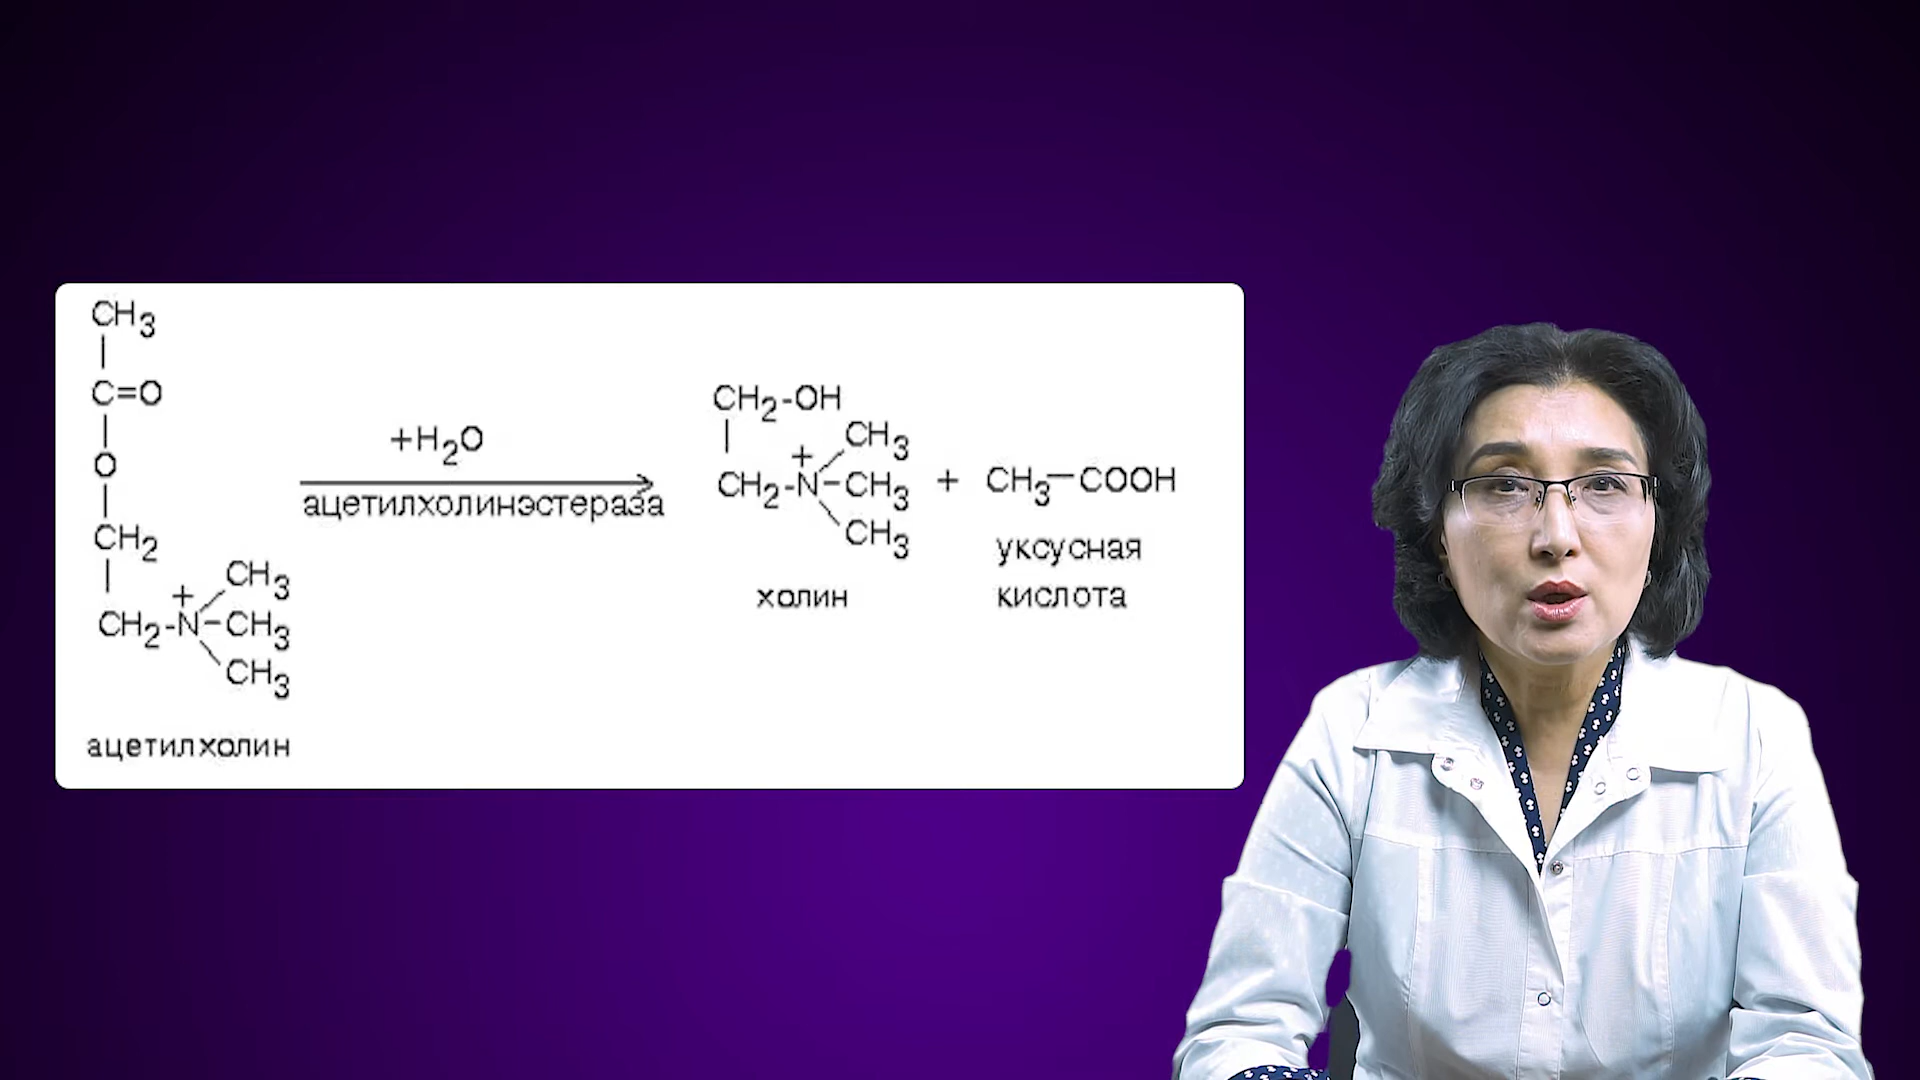 CH3
C=O
O
CH2
CH3
+
CH2-N-CH3
CH3
ацетилхолин
+H2O
ацетилхолинэстераза
CH2-OH
CH3
+
CH2-N-CH3
CH3
холин
+
CH3-COOH
уксусная
кислота